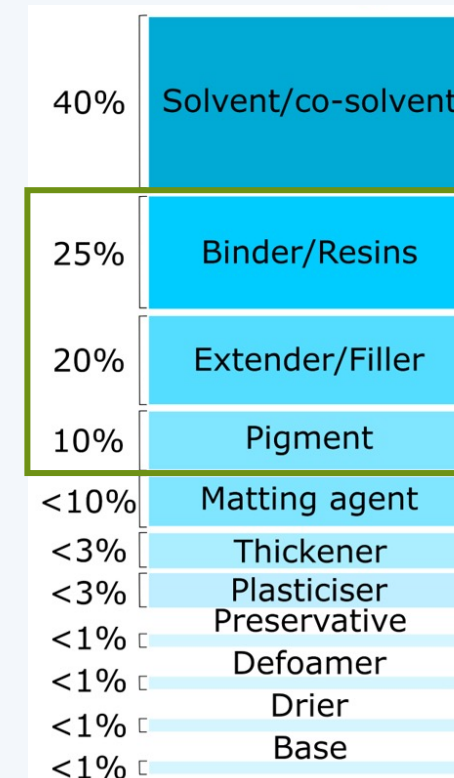 40% Solvent/co-solvent
25% Binder/Resins
20% Extender/Filler
10% Pigment
<10% Matting agent
<3% Thickener
<3% Plasticiser
<1% Preservative
<1% Defoamer
<1% Drier
<1% Base